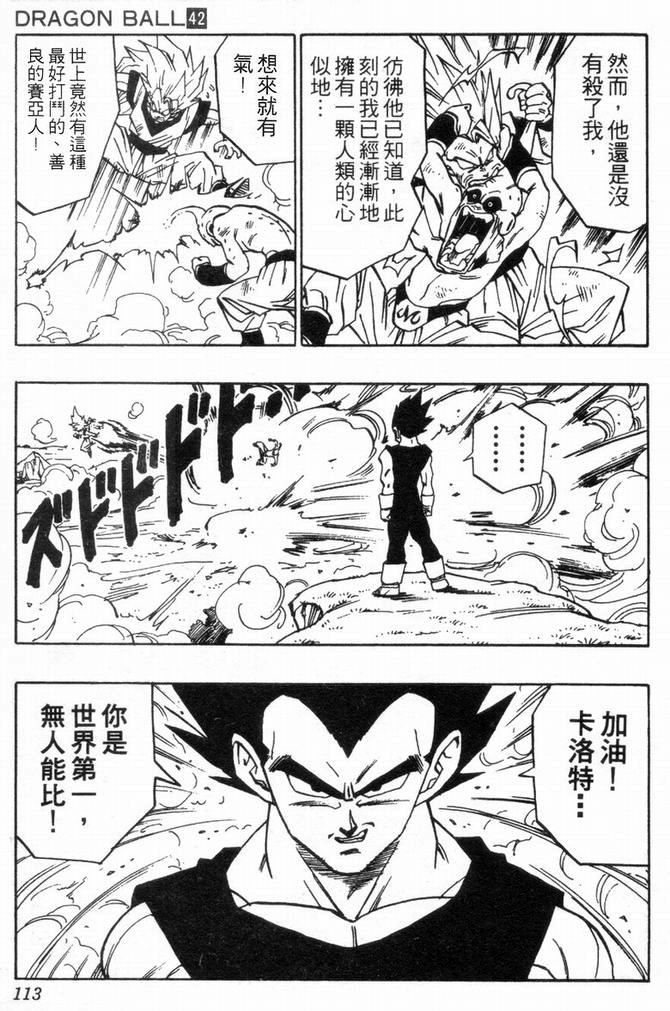 DRAGON BALL 42
然而，他還是沒
有殺了我，
彷彿他已知道，此
刻的我已經漸漸地
擁有一顆人類的心
似地…
想來就有
氣！
世上竟然有這種
最好打鬥的、善
良的賽亞人！
…………
ズドドドドド
加油！
卡洛特…
你是
世界第一，
無人能比！
113